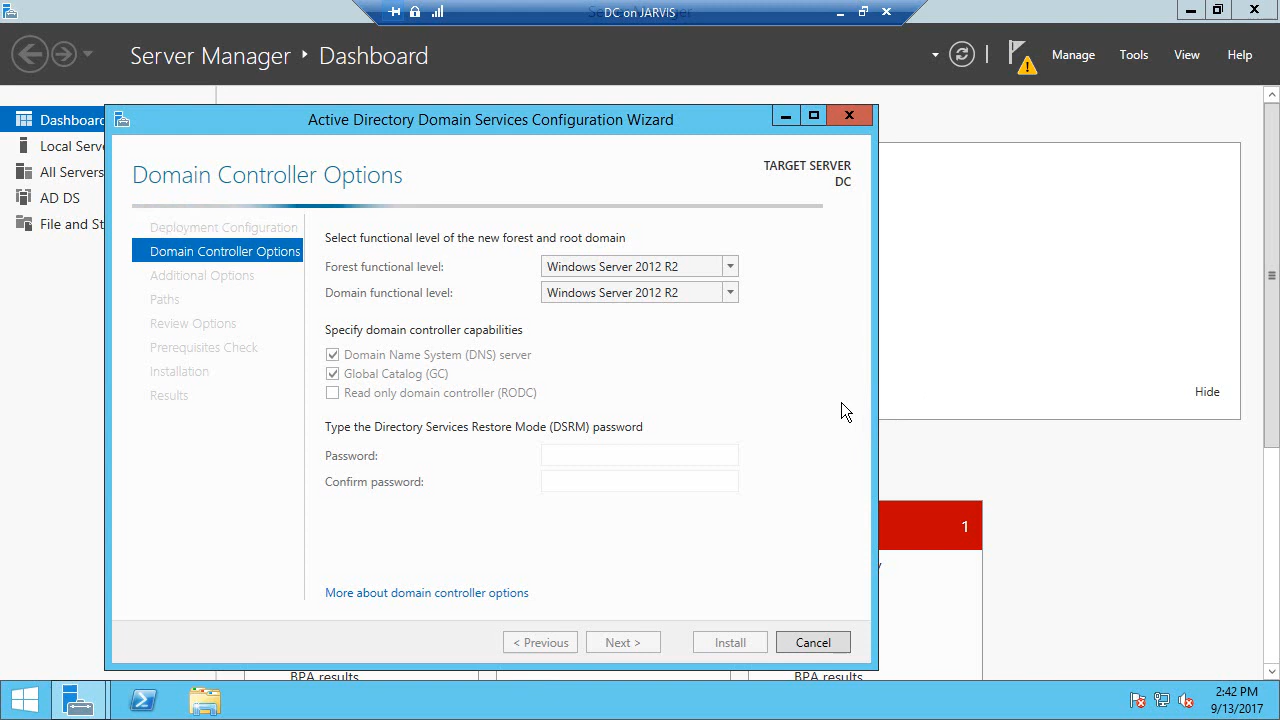 DC on JARVIS
Server Manager
Dashboard
Manage
Tools
View
Help
Dashboard
Local Serve
All Servers
AD DS
File and St
Hide
1
BPA results
BPA results
Active Directory Domain Services Configuration Wizard
Domain Controller Options
TARGET SERVER
DC
Deployment Configuration
Domain Controller Options
Additional Options
Paths
Review Options
Prerequisites Check
Installation
Results
Select functional level of the new forest and root domain
Forest functional level:
Windows Server 2012 R2
Domain functional level:
Windows Server 2012 R2
Specify domain controller capabilities
Domain Name System (DNS) server
Global Catalog (GC)
Read only domain controller (RODC)
Type the Directory Services Restore Mode (DSRM) password
Password:
Confirm password:
More about domain controller options
< Previous
Next >
Install
Cancel
2:42 PM
9/13/2017